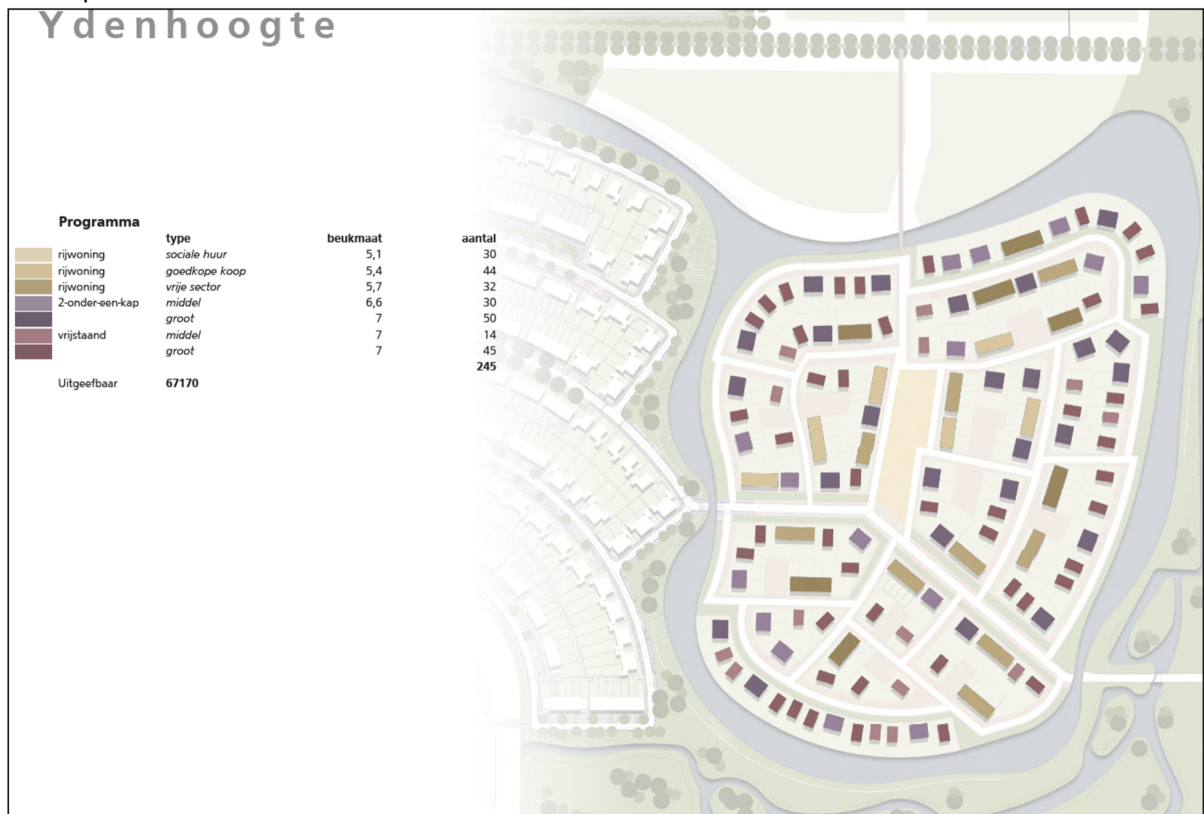 Ydenhoogte
Programma
type beukmaat aantal
rijwoning sociale huur 5,1 30
rijwoning goedkope koop 5,4 44
rijwoning vrije sector 5,7 32
2-onder-een-kap middel 6,6 30
groot 7 50
vrijstaand middel 7 14
groot 7 45
245
Uitgeefbaar 67170